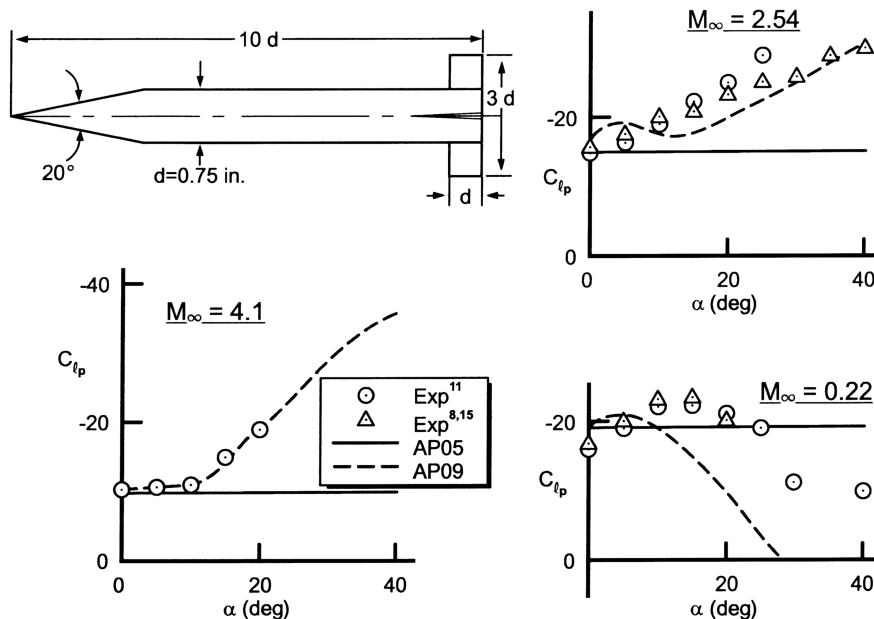 10 d
20°
d=0.75 in.
3 d
d
M∞ = 2.54
-20
Cℓp
0
0
20
40
α (deg)
-40
M∞ = 4.1
Cℓp
-20
0
0
20
40
α (deg)
Exp11
Exp8,15
AP05
AP09
M∞ = 0.22
-20
Cℓp
0
0
20
40
α (deg)